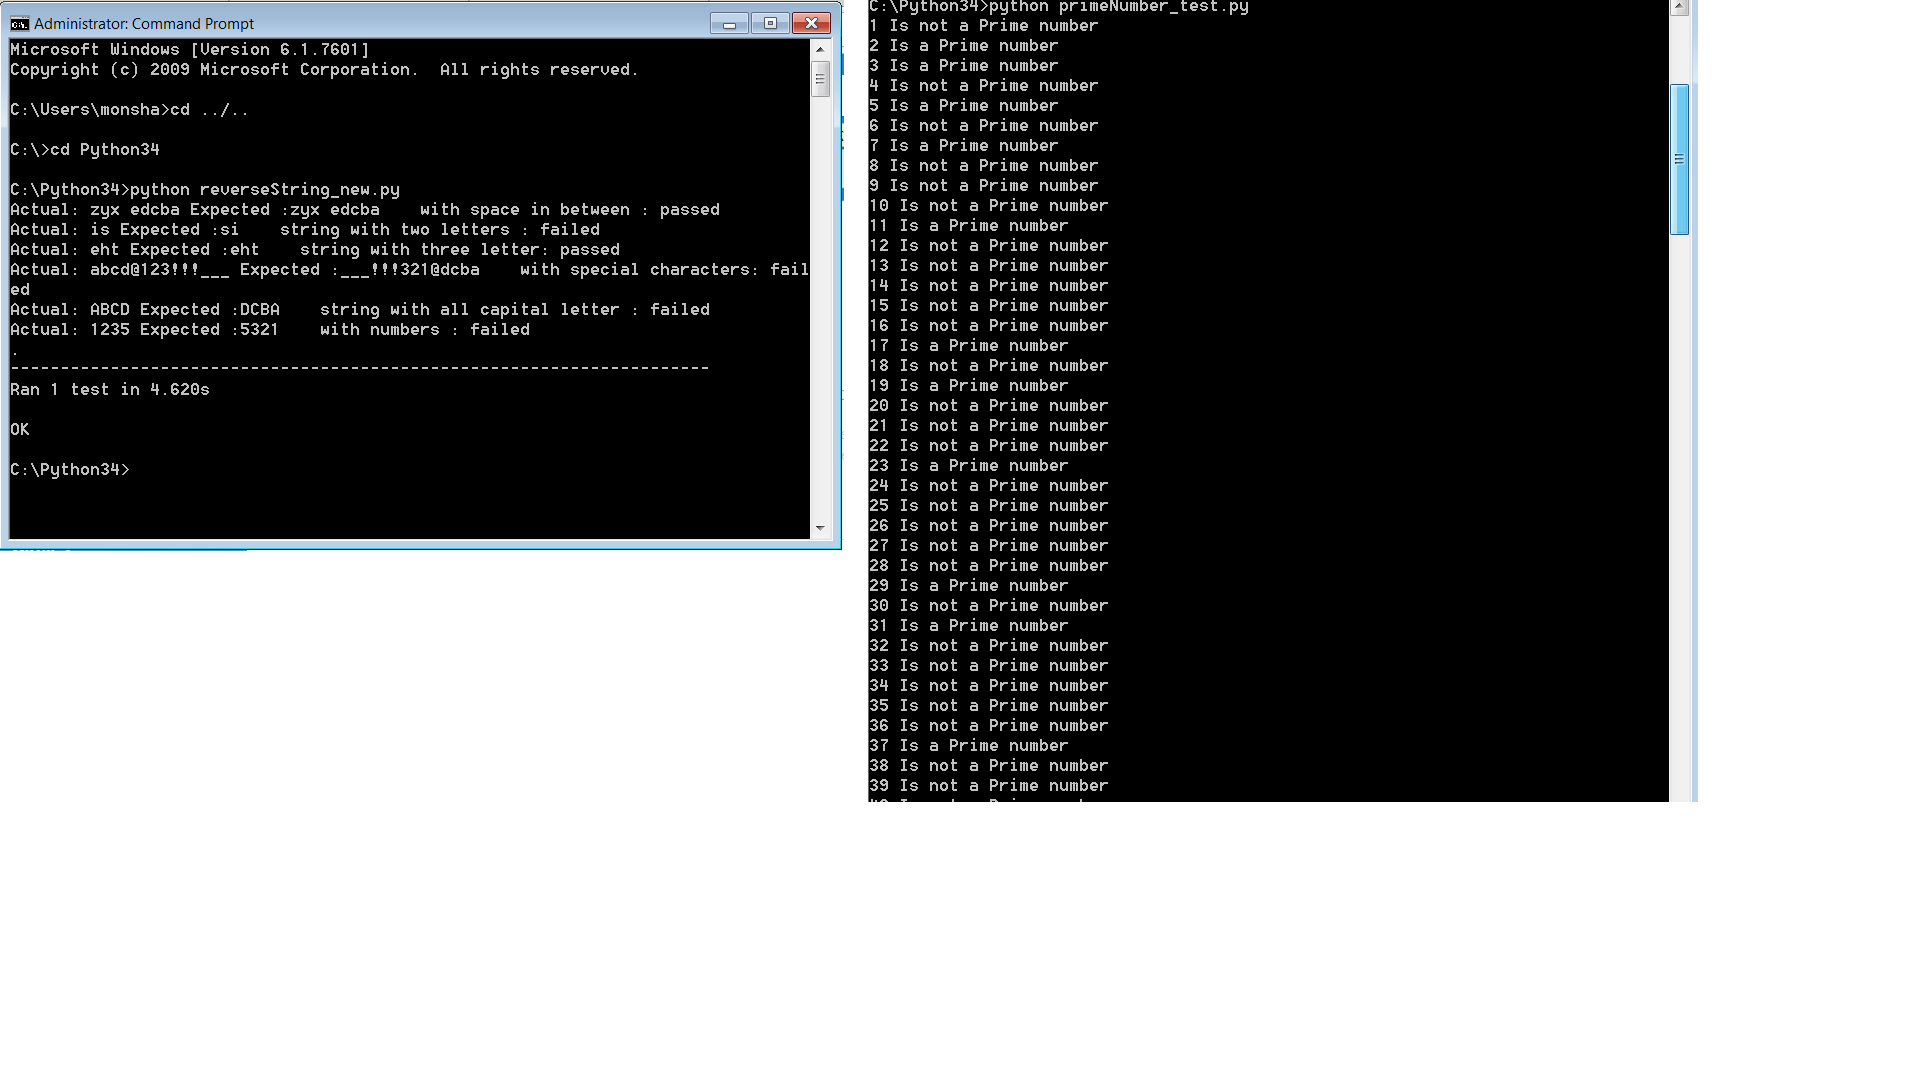 Administrator: Command Prompt
Microsoft Windows [Version 6.1.7601]
Copyright (c) 2009 Microsoft Corporation.  All rights reserved.
C:\Users\monsha>cd ../..
C:\>cd Python34
C:\Python34>python reverseString_new.py
Actual: zyx edcba Expected :zyx edcba    with space in between : passed
Actual: is Expected :si    string with two letters : failed
Actual: eht Expected :eht    string with three letter: passed
Actual: abcd@123!!!___ Expected :___!!!321@dcba    with special characters: fail
ed
Actual: ABCD Expected :DCBA    string with all capital letter : failed
Actual: 1235 Expected :5321    with numbers : failed
.
----------------------------------------------------------------------
Ran 1 test in 4.620s
OK
C:\Python34>
C:\Python34>python primeNumber_test.py
1 Is not a Prime number
2 Is a Prime number
3 Is a Prime number
4 Is not a Prime number
5 Is a Prime number
6 Is not a Prime number
7 Is a Prime number
8 Is not a Prime number
9 Is not a Prime number
10 Is not a Prime number
11 Is a Prime number
12 Is not a Prime number
13 Is not a Prime number
14 Is not a Prime number
15 Is not a Prime number
16 Is not a Prime number
17 Is a Prime number
18 Is not a Prime number
19 Is a Prime number
20 Is not a Prime number
21 Is not a Prime number
22 Is not a Prime number
23 Is a Prime number
24 Is not a Prime number
25 Is not a Prime number
26 Is not a Prime number
27 Is not a Prime number
28 Is not a Prime number
29 Is a Prime number
30 Is not a Prime number
31 Is a Prime number
32 Is not a Prime number
33 Is not a Prime number
34 Is not a Prime number
35 Is not a Prime number
36 Is not a Prime number
37 Is a Prime number
38 Is not a Prime number
39 Is not a Prime number